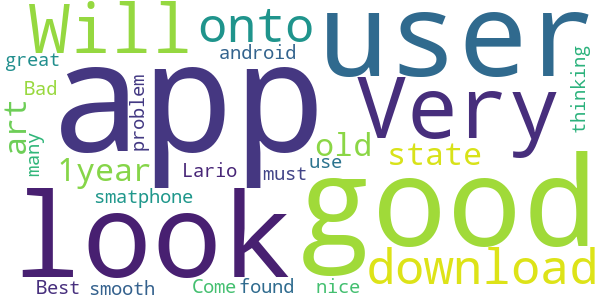 Will
onto
user
great
android
app
Very
thinking
Bad
problem
art
many
old
1year
Lario
must
use
state
smatphone
look
good
download
Best
smooth
Come
found
nice